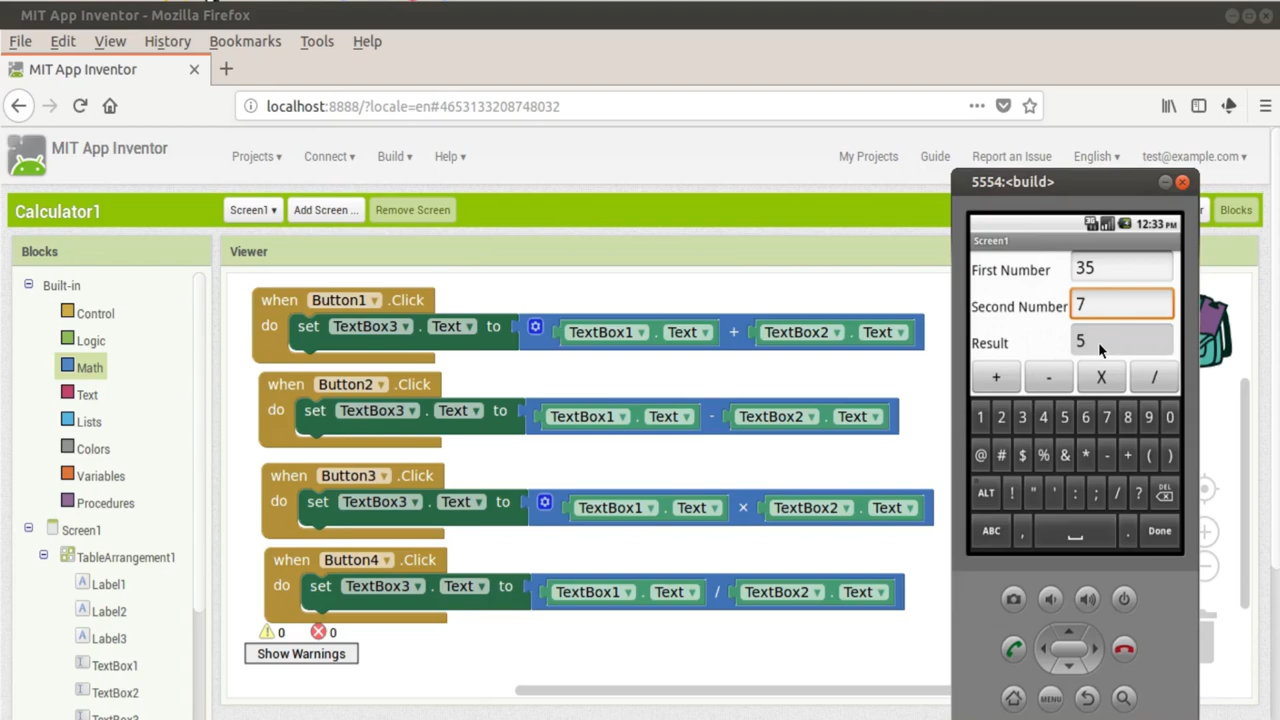 MIT App Inventor - Mozilla Firefox
File Edit View History Bookmarks Tools Help
MIT App Inventor
localhost:8888/?locale=en#4653133208748032
MIT App Inventor
Projects Connect Build Help My Projects Guide Report an Issue English test@example.com
Calculator1 Screen1 Add Screen ... Remove Screen Blocks
Blocks
Built-in
Control
Logic
Math
Text
Lists
Colors
Variables
Procedures
Screen1
TableArrangement1
Label1
Label2
Label3
TextBox1
TextBox2
Viewer
when Button1 .Click
do set TextBox3 . Text to TextBox1 . Text + TextBox2 . Text
when Button2 .Click
do set TextBox3 . Text to TextBox1 . Text - TextBox2 . Text
when Button3 .Click
do set TextBox3 . Text to TextBox1 . Text × TextBox2 . Text
when Button4 .Click
do set TextBox3 . Text to TextBox1 . Text / TextBox2 . Text
0 0
Show Warnings
5554:<build>
12:33 PM
Screen1
First Number 35
Second Number 7
Result 5
+ - X /
1 2 3 4 5 6 7 8 9 0
@ # $ % & * - + ( )
ALT ! " ' : ; / ? DEL
ABC , . Done
MENU